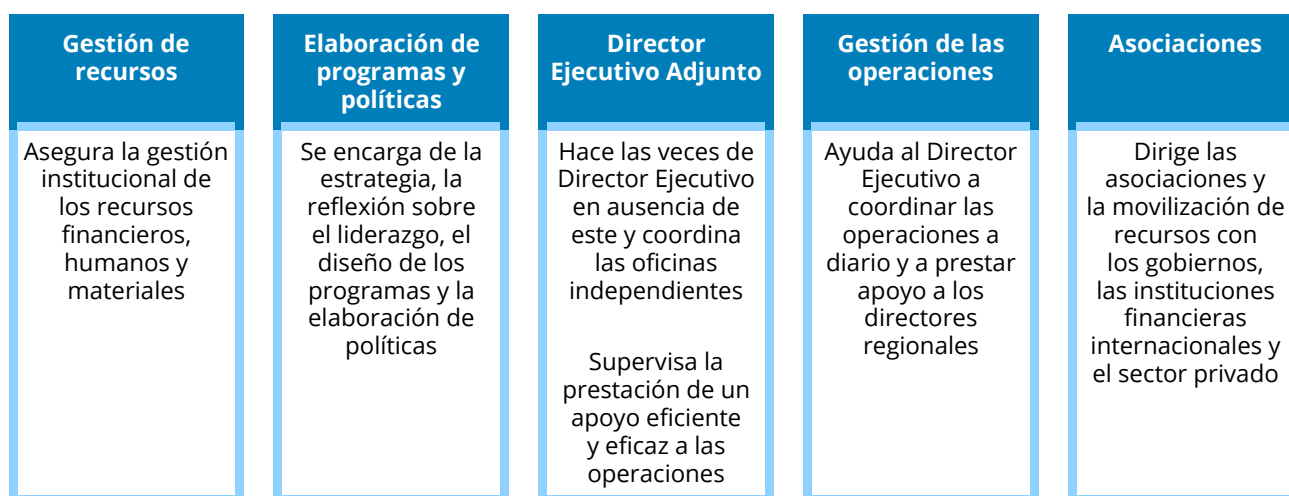 Gestión de
recursos
Asegura la gestión
institucional de
los recursos
financieros,
humanos y
materiales
Elaboración de
programas y
políticas
Se encarga de la
estrategia, la
reflexión sobre
el liderazgo, el
diseño de los
programas y la
elaboración de
políticas
Director
Ejecutivo Adjunto
Hace las veces de
Director Ejecutivo
en ausencia de
este y coordina
las oficinas
independientes
Supervisa la
prestación de un
apoyo eficiente
y eficaz a las
operaciones
Gestión de las
operaciones
Ayuda al Director
Ejecutivo a
coordinar las
operaciones a
diario y a prestar
apoyo a los
directores
regionales
Asociaciones
Dirige las
asociaciones y
la movilización de
recursos con
los gobiernos,
las instituciones
financieras
internacionales y
el sector privado